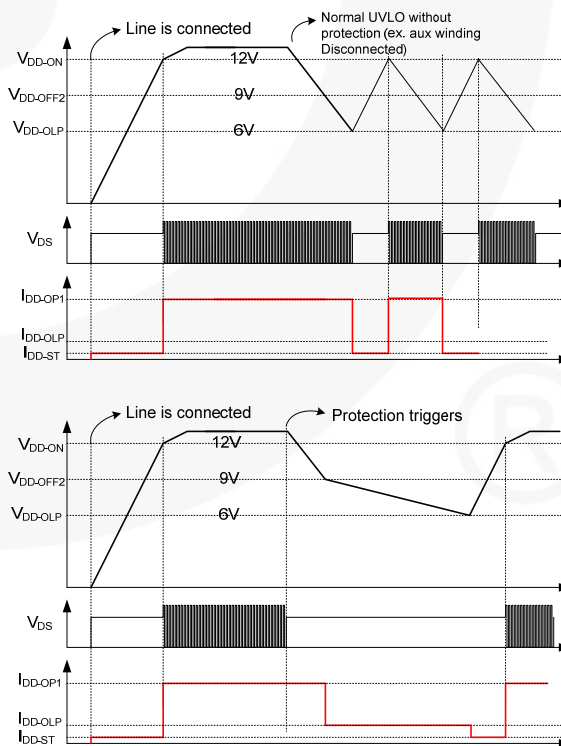 Line is connected
Normal UVLO without
protection (ex. aux winding
Disconnected)
VDD-ON
12V
VDD-OFF2
9V
VDD-OLP
6V
VDS
IDD-OP1
IDD-OLP
IDD-ST
Line is connected
Protection triggers
VDD-ON
12V
VDD-OFF2
9V
VDD-OLP
6V
VDS
IDD-OP1
IDD-OLP
IDD-ST
®